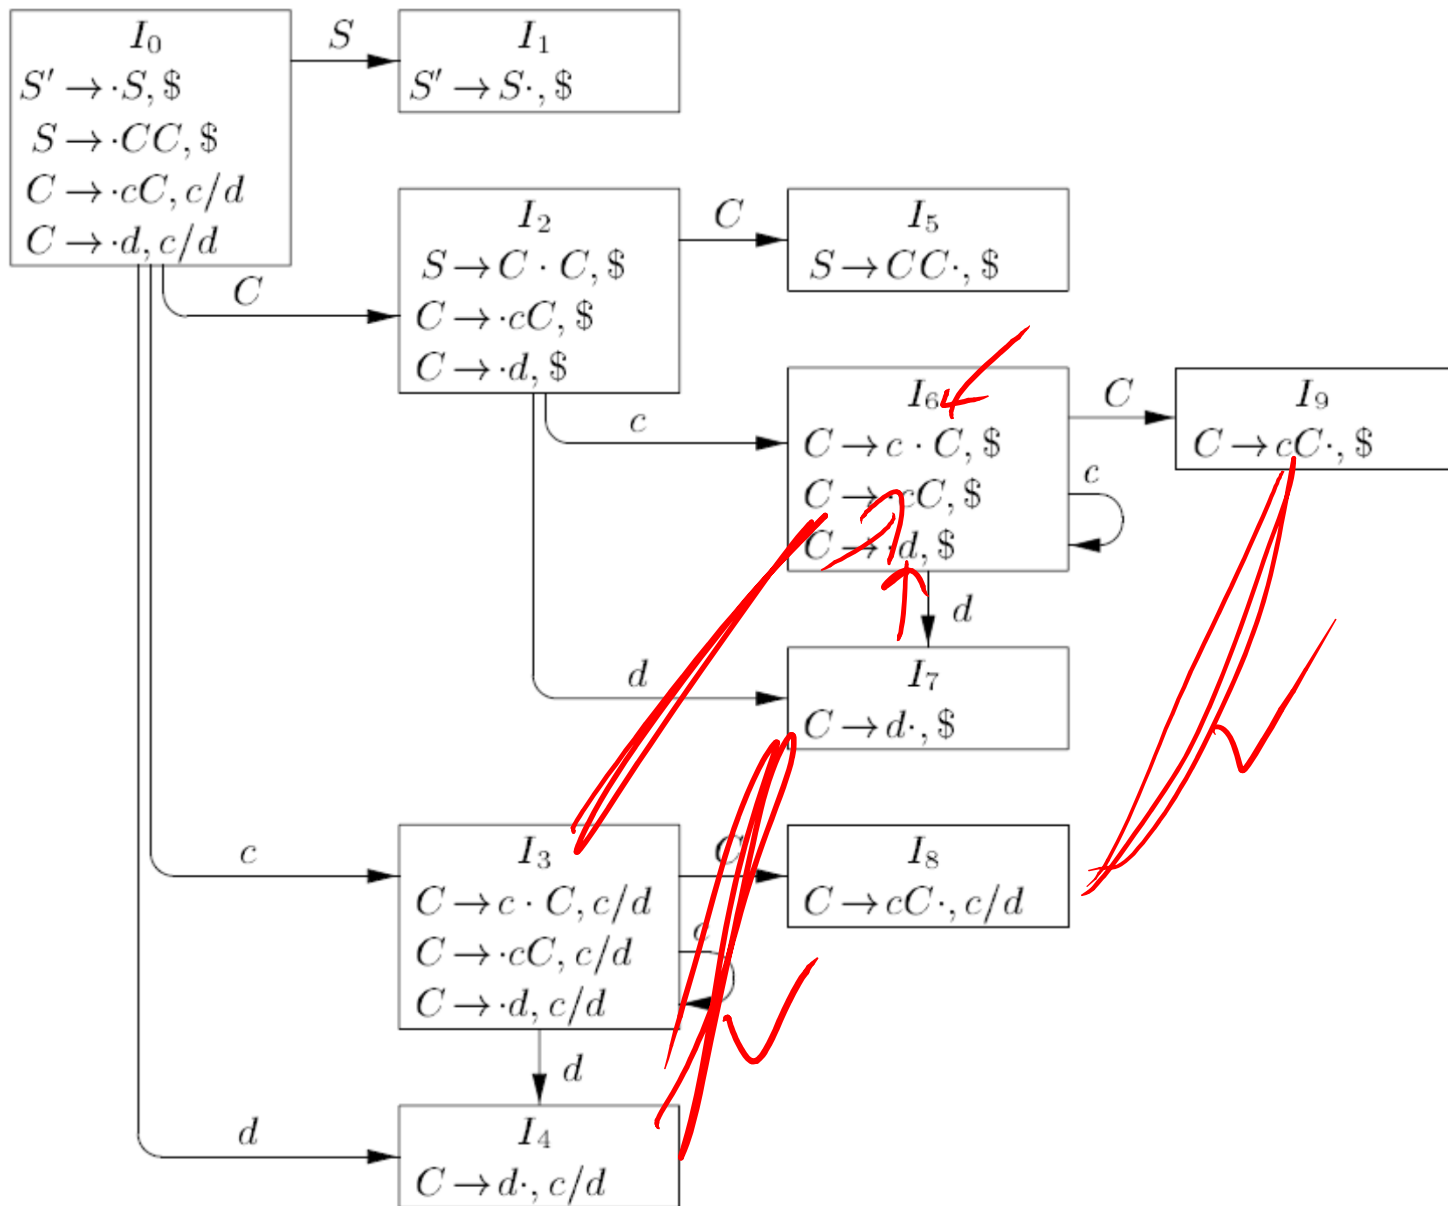 I₀
S′ → ·S, $
S → ·CC, $
C → ·cC, c/d
C → ·d, c/d
S
I₁
S′ → S·, $
C
I₂
S → C · C, $
C → ·cC, $
C → ·d, $
C
I₅
S → CC·, $
c
I₆
C → c · C, $
C → ·cC, $
C → ·d, $
C
I₉
C → cC·, $
c
d
d
I₇
C → d·, $
c
I₃
C → c · C, c/d
C → ·cC, c/d
C → ·d, c/d
C
I₈
C → cC·, c/d
c
d
d
I₄
C → d·, c/d